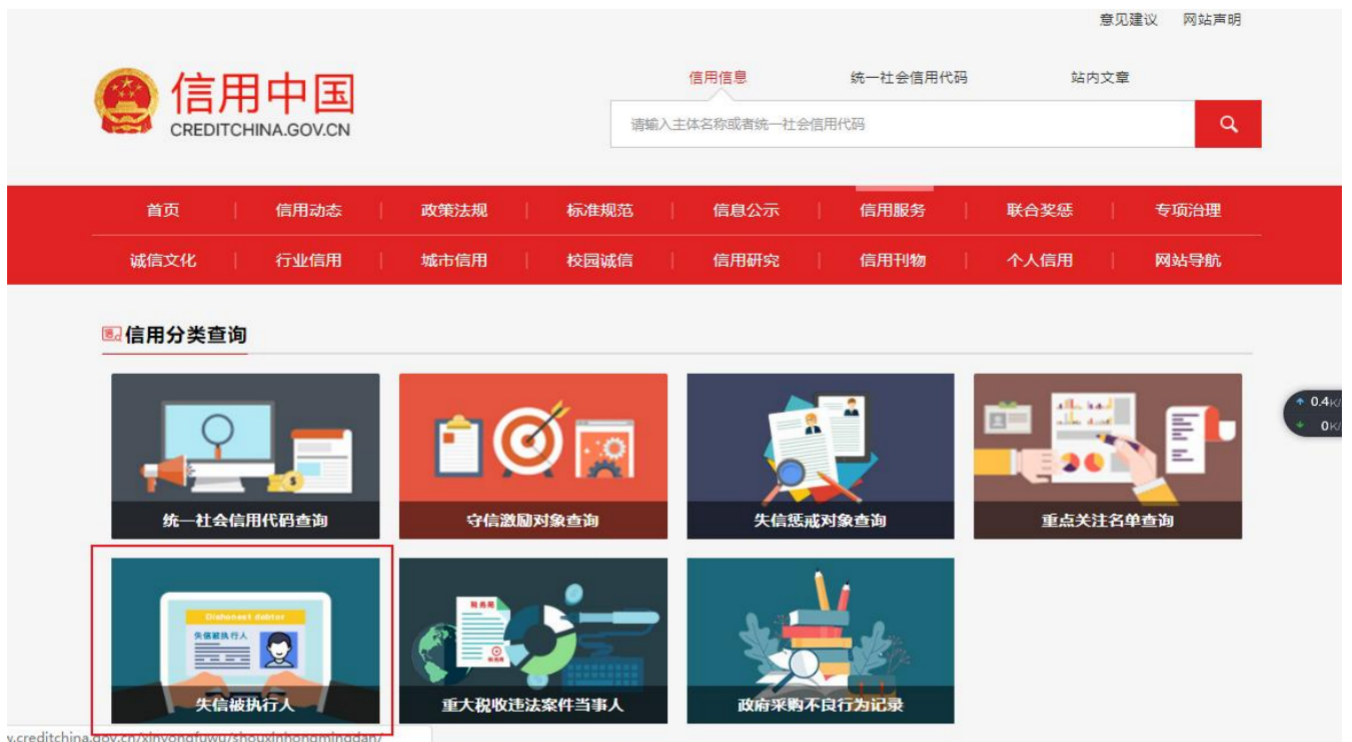 意见建议 网站声明
信用中国
CREDITCHINA.GOV.CN
信用信息 统一社会信用代码 站内文章
请输入主体名称或者统一社会信用代码
首页 信用动态 政策法规 标准规范 信息公示 信用服务 联合奖惩 专项治理
诚信文化 行业信用 城市信用 校园诚信 信用研究 信用刊物 个人信用 网站导航
信用分类查询
统一社会信用代码查询 守信激励对象查询 失信惩戒对象查询 重点关注名单查询
0.4K/
0K/
Dishonest debtor
失信被执行人
失信被执行人 重大税收违法案件当事人 政府采购不良行为记录
v.creditchina.gov.cn/xinyongfuwu/shouxinhongmingdan/